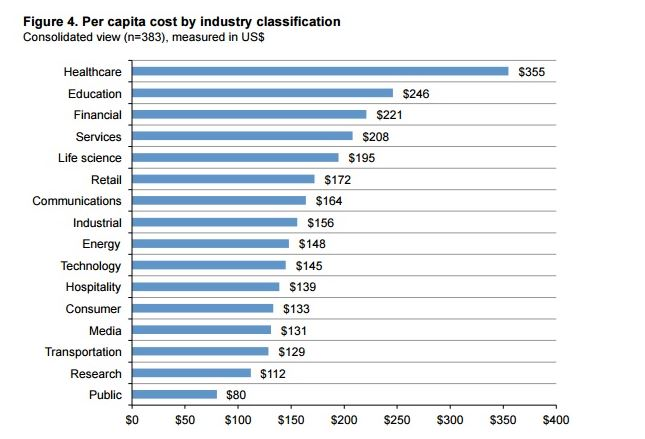 Figure 4. Per capita cost by industry classification
Consolidated view (n=383), measured in US$
Healthcare $355
Education $246
Financial $221
Services $208
Life science $195
Retail $172
Communications $164
Industrial $156
Energy $148
Technology $145
Hospitality $139
Consumer $133
Media $131
Transportation $129
Research $112
Public $80
$0 $50 $100 $150 $200 $250 $300 $350 $400